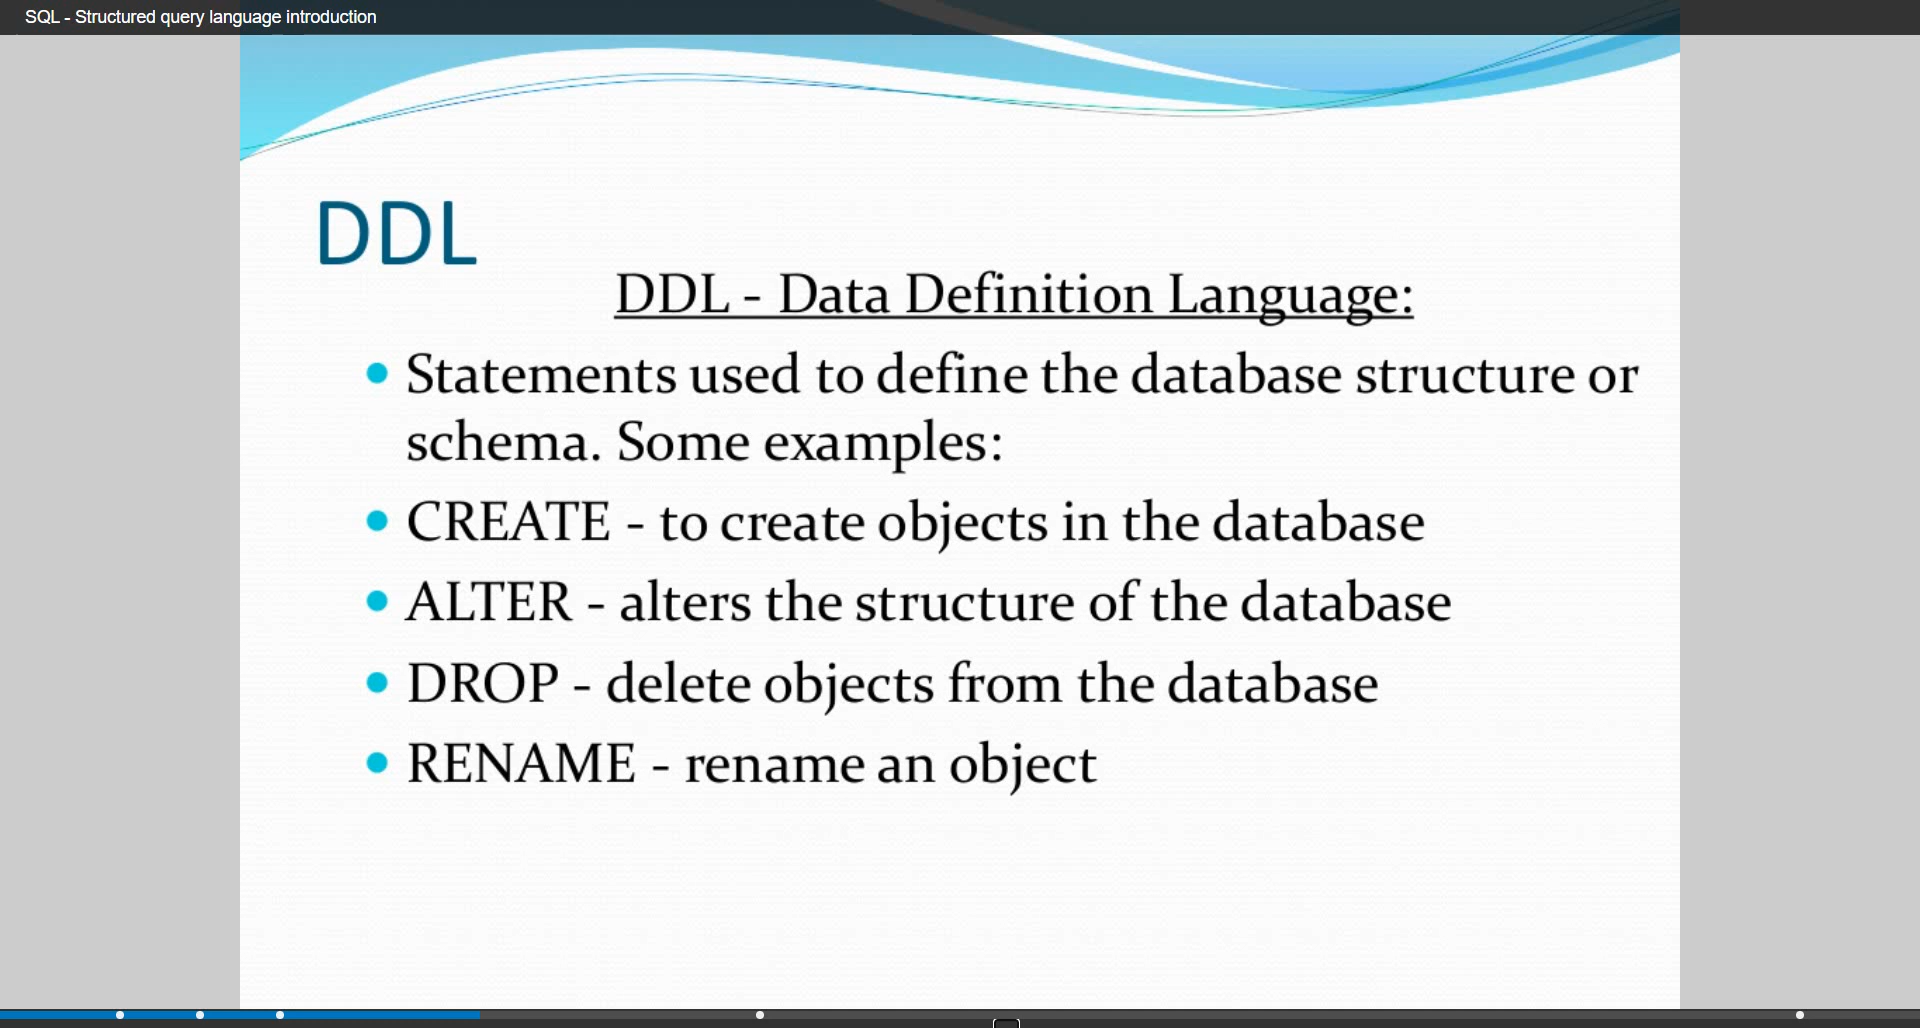 SQL - Structured query language introduction
DDL
DDL - Data Definition Language:
• Statements used to define the database structure or
schema. Some examples:
• CREATE - to create objects in the database
• ALTER - alters the structure of the database
• DROP - delete objects from the database
• RENAME - rename an object